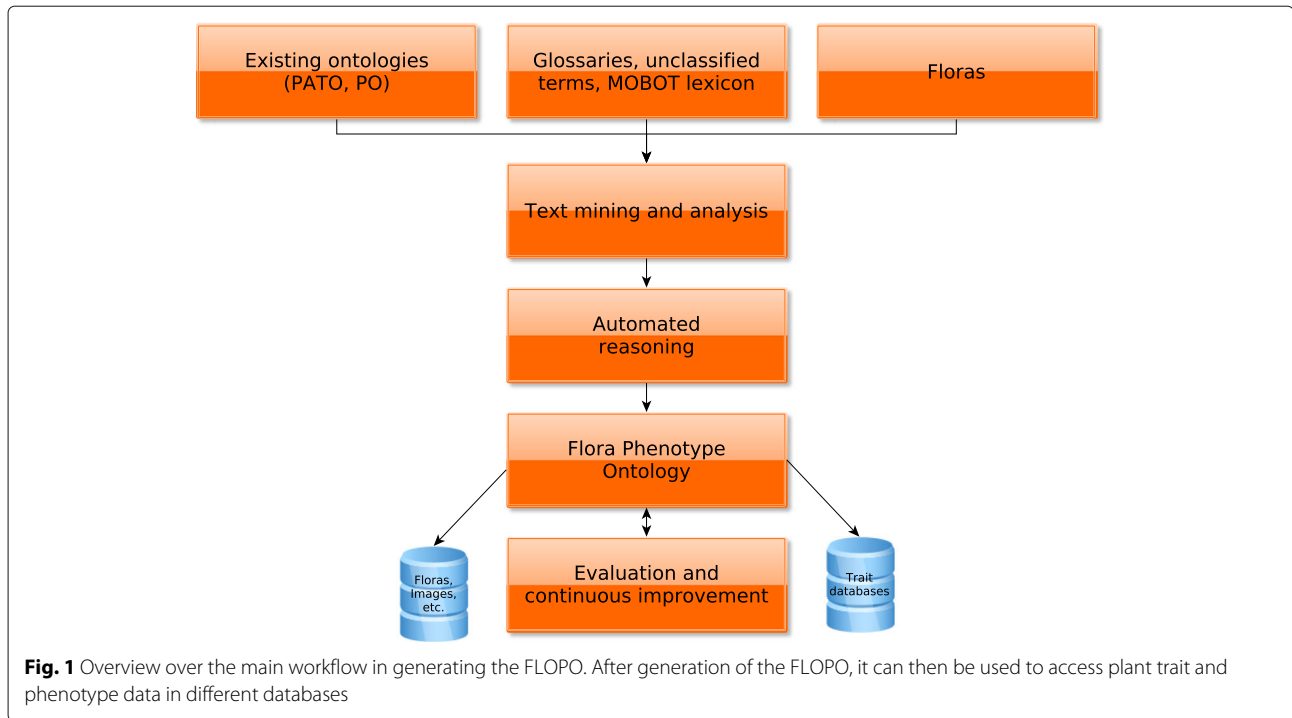 Existing ontologies
(PATO, PO)
Glossaries, unclassified
terms, MOBOT lexicon
Floras
Text mining and analysis
Automated
reasoning
Flora Phenotype
Ontology
Floras,
Images,
etc.
Evaluation and
continuous improvement
Trait
databases
Fig. 1 Overview over the main workflow in generating the FLOPO. After generation of the FLOPO, it can then be used to access plant trait and
phenotype data in different databases